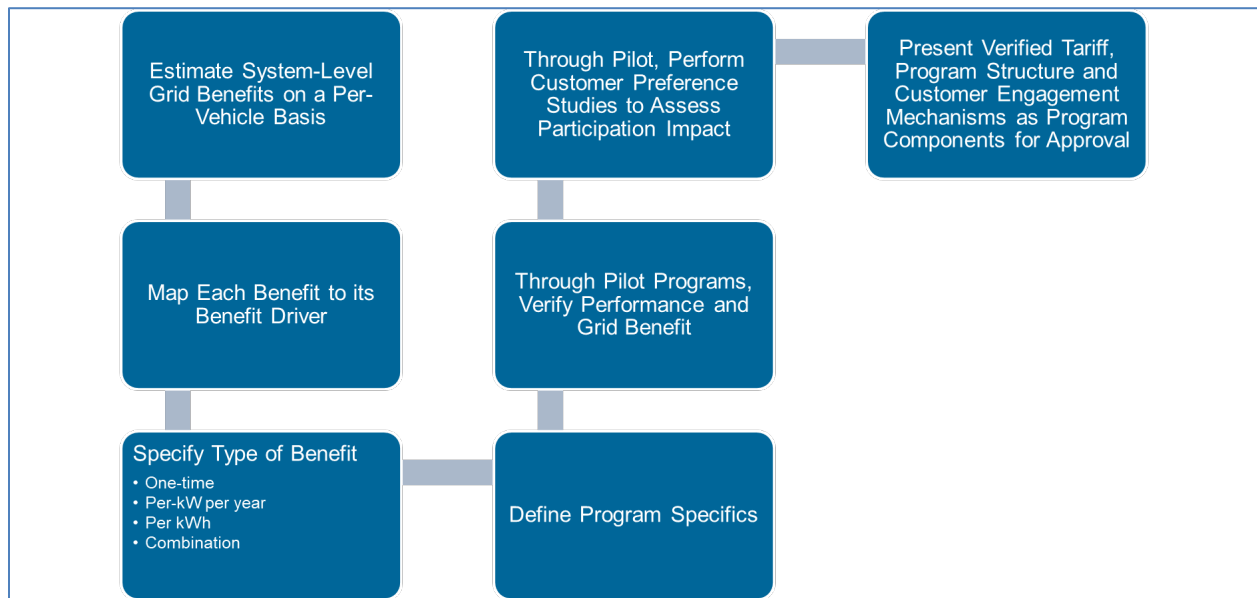 Estimate System-Level
Grid Benefits on a Per-
Vehicle Basis
Map Each Benefit to its
Benefit Driver
Specify Type of Benefit
• One-time
• Per-kW per year
• Per kWh
• Combination
Define Program Specifics
Through Pilot Programs,
Verify Performance and
Grid Benefit
Through Pilot, Perform
Customer Preference
Studies to Assess
Participation Impact
Present Verified Tariff,
Program Structure and
Customer Engagement
Mechanisms as Program
Components for Approval